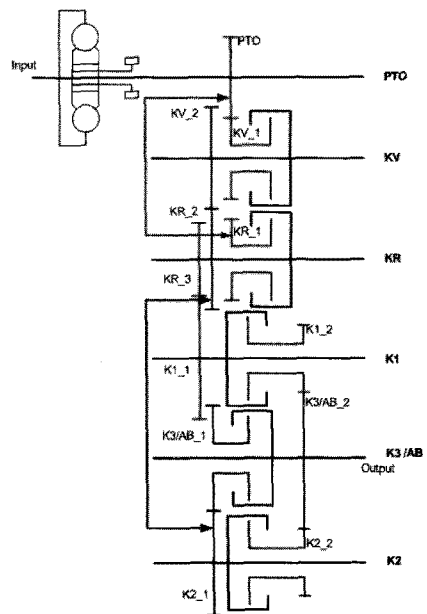 PTO
Input
PTO
KV_2
KV_1
KV
KR_2
KR_1
KR
KR_3
K1_2
K1_1
K1
K3/AB_2
K3/AB_1
K3 /AB
Output
K2_2
K2
K2_1